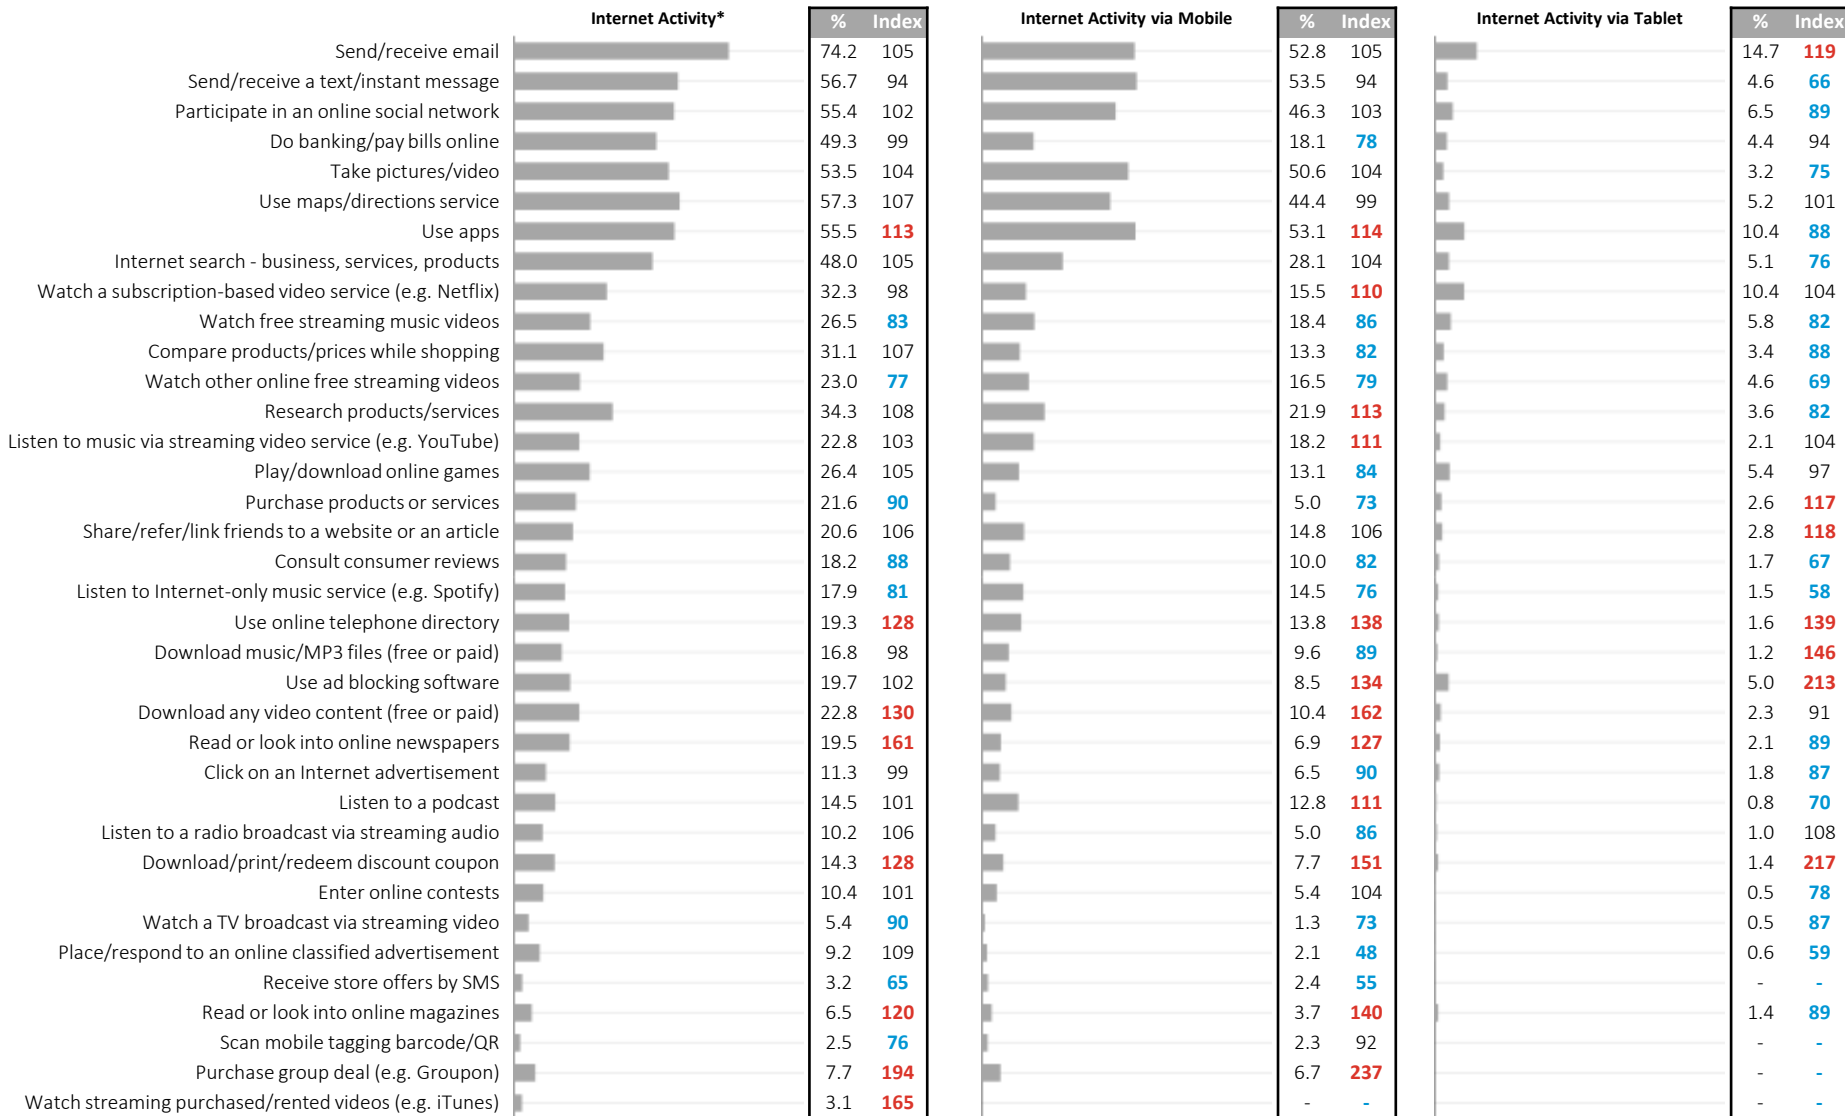 Internet Activity* % Index Internet Activity via Mobile % Index Internet Activity via Tablet % Index
Send/receive email 74.2 105 52.8 105 14.7 119
Send/receive a text/instant message 56.7 94 53.5 94 4.6 66
Participate in an online social network 55.4 102 46.3 103 6.5 89
Do banking/pay bills online 49.3 99 18.1 78 4.4 94
Take pictures/video 53.5 104 50.6 104 3.2 75
Use maps/directions service 57.3 107 44.4 99 5.2 101
Use apps 55.5 113 53.1 114 10.4 88
Internet search - business, services, products 48.0 105 28.1 104 5.1 76
Watch a subscription-based video service (e.g. Netflix) 32.3 98 15.5 110 10.4 104
Watch free streaming music videos 26.5 83 18.4 86 5.8 82
Compare products/prices while shopping 31.1 107 13.3 82 3.4 88
Watch other online free streaming videos 23.0 77 16.5 79 4.6 69
Research products/services 34.3 108 21.9 113 3.6 82
Listen to music via streaming video service (e.g. YouTube) 22.8 103 18.2 111 2.1 104
Play/download online games 26.4 105 13.1 84 5.4 97
Purchase products or services 21.6 90 5.0 73 2.6 117
Share/refer/link friends to a website or an article 20.6 106 14.8 106 2.8 118
Consult consumer reviews 18.2 88 10.0 82 1.7 67
Listen to Internet-only music service (e.g. Spotify) 17.9 81 14.5 76 1.5 58
Use online telephone directory 19.3 128 13.8 138 1.6 139
Download music/MP3 files (free or paid) 16.8 98 9.6 89 1.2 146
Use ad blocking software 19.7 102 8.5 134 5.0 213
Download any video content (free or paid) 22.8 130 10.4 162 2.3 91
Read or look into online newspapers 19.5 161 6.9 127 2.1 89
Click on an Internet advertisement 11.3 99 6.5 90 1.8 87
Listen to a podcast 14.5 101 12.8 111 0.8 70
Listen to a radio broadcast via streaming audio 10.2 106 5.0 86 1.0 108
Download/print/redeem discount coupon 14.3 128 7.7 151 1.4 217
Enter online contests 10.4 101 5.4 104 0.5 78
Watch a TV broadcast via streaming video 5.4 90 1.3 73 0.5 87
Place/respond to an online classified advertisement 9.2 109 2.1 48 0.6 59
Receive store offers by SMS 3.2 65 2.4 55 - -
Read or look into online magazines 6.5 120 3.7 140 1.4 89
Scan mobile tagging barcode/QR 2.5 76 2.3 92 - -
Purchase group deal (e.g. Groupon) 7.7 194 6.7 237 - -
Watch streaming purchased/rented videos (e.g. iTunes) 3.1 165 - - - -